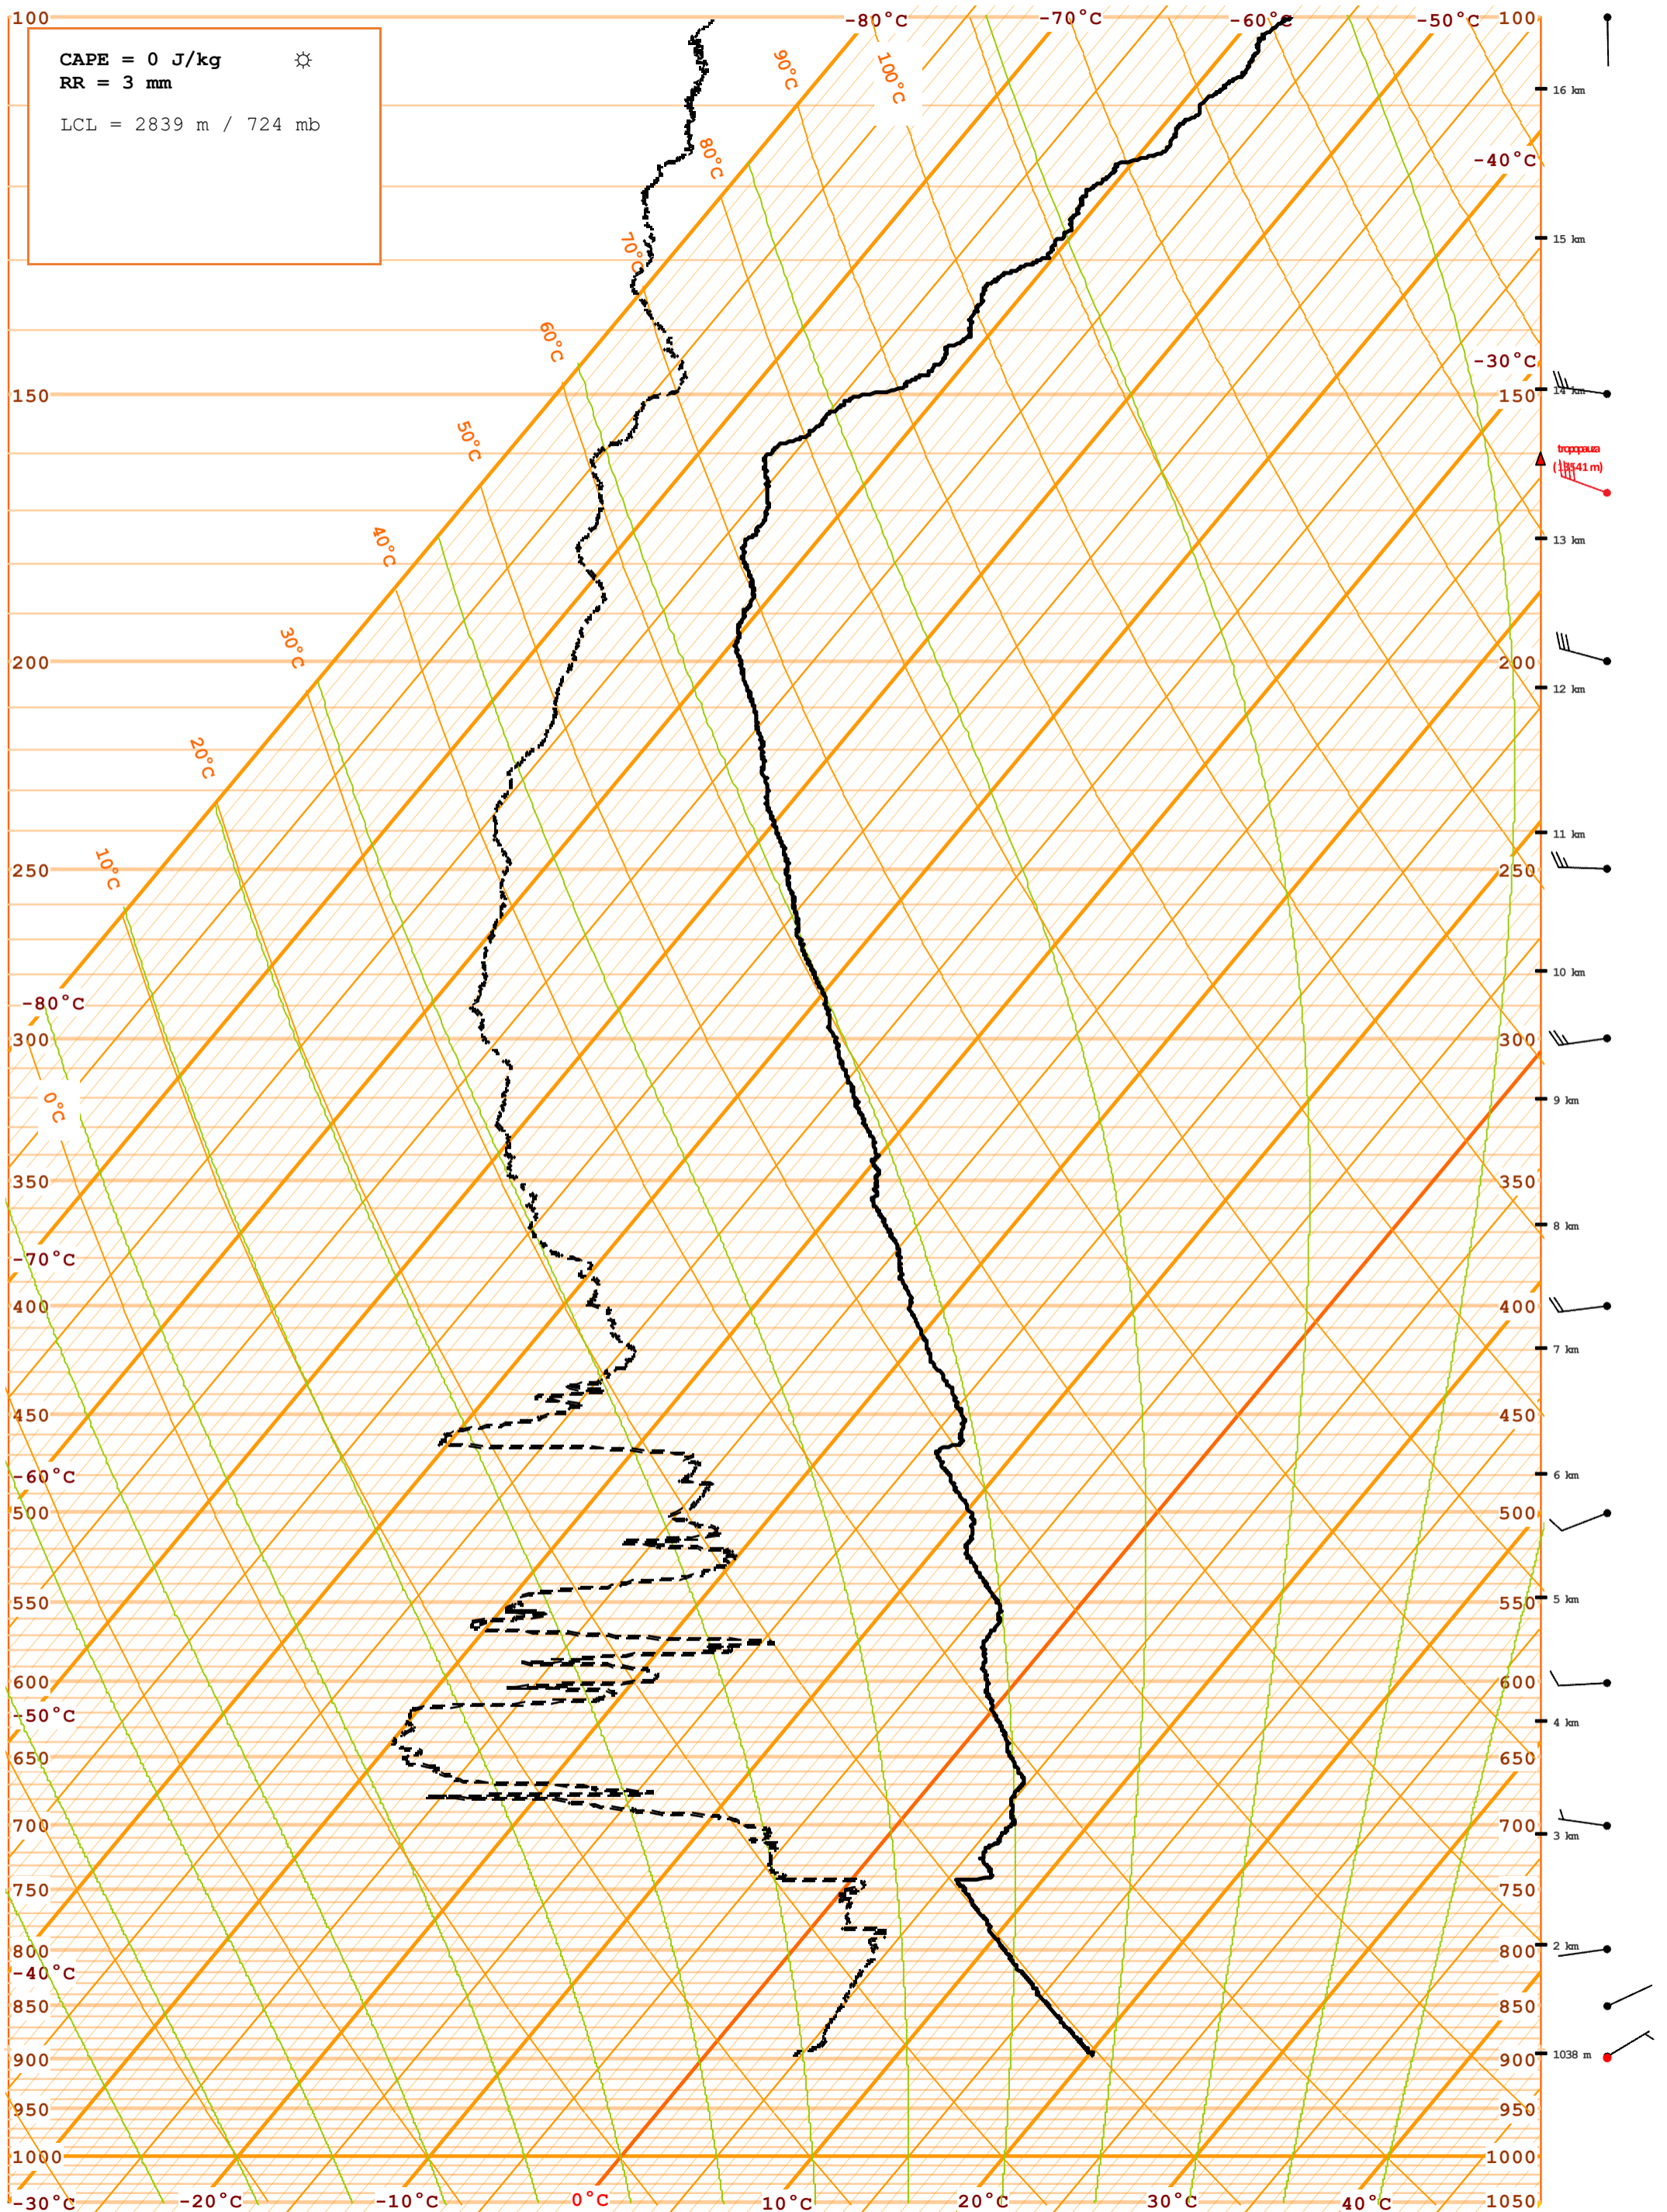 100 -80°C -70°C -60°C -50°C 100
CAPE = 0 J/kg ☼
RR = 3 mm
LCL = 2839 m / 724 mb
90°C 100°C
16 km
80°C -40°C
70°C 15 km
60°C -30°C
150 150 14 km
50°C tropopauza
(13541 m)
40°C 13 km
30°C 200 200
12 km
20°C
11 km
10°C 250 250
10 km
-80°C
300 300
0°C 9 km
350 350
8 km
-70°C
400 400
7 km
450 450
-60°C 6 km
500 500
550 550 5 km
600 600
-50°C 4 km
650 650
700 700
3 km
750 750
800 800 2 km
-40°C
850 850
900 900 1038 m
950 950
1000 1000
-30°C -20°C -10°C 0°C 10°C 20°C 30°C 40°C 1050